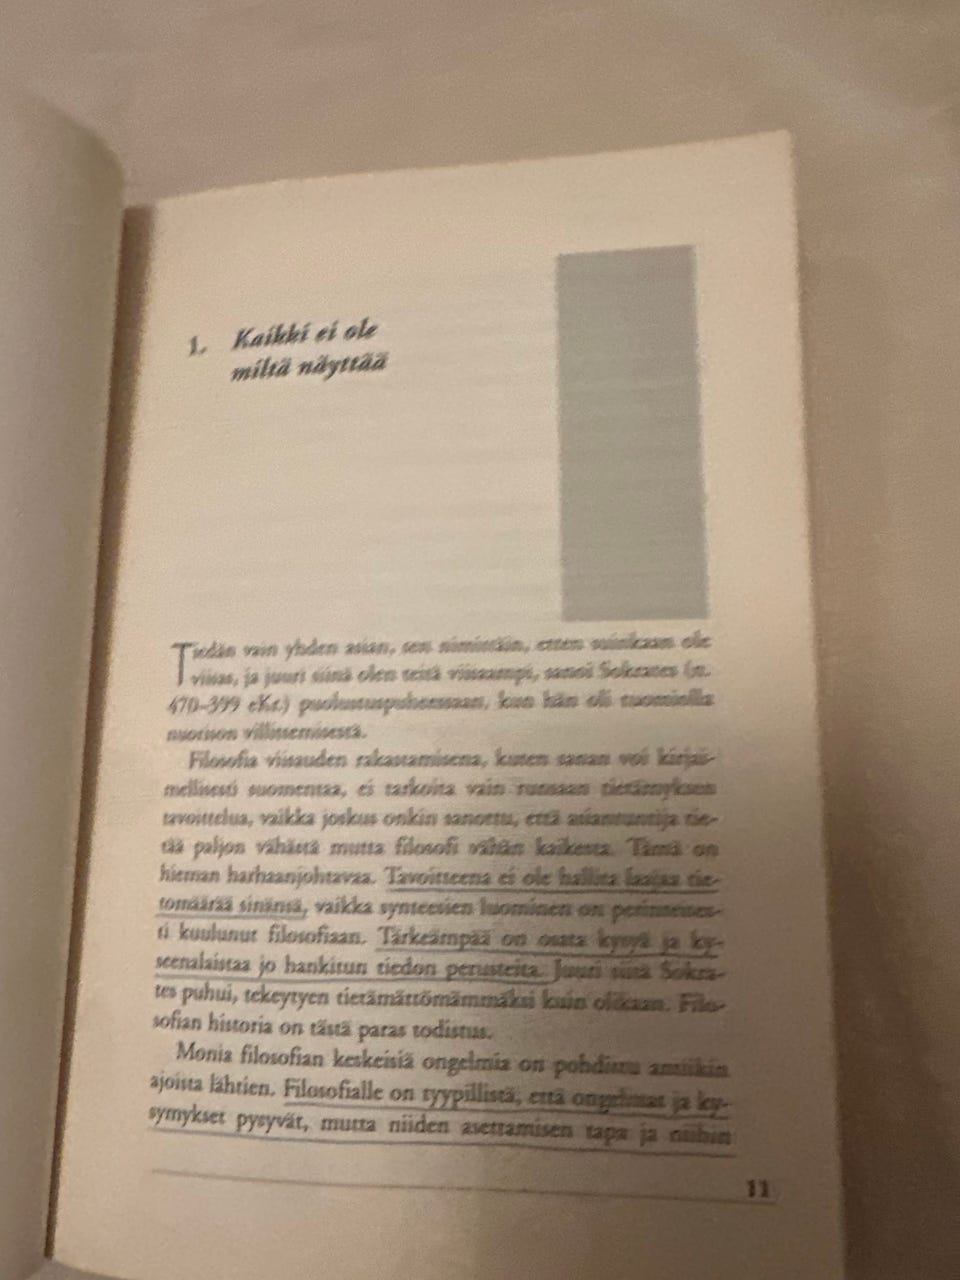 1. Kaikki ei ole
miltä näyttää
Tiedän vain yhden asian, sen nimittäin, etten suinkaan ole
viisas, ja juuri siinä olen teitä viisaampi, sanoi Sokrates (n.
470–399 eKr.) puolustuspuheessaan, kun hän oli tuomiolla
nuorison villitsemisestä.
Filosofia viisauden rakastamisena, kuten sanan voi kirjai-
mellisesti suomentaa, ei tarkoita vain runsaan tietämyksen
tavoittelua, vaikka joskus onkin sanottu, että asiantuntija tie-
tää paljon vähästä mutta filosofi vähän kaikesta. Tämä on
hieman harhaanjohtavaa. Tavoitteena ei ole hallita laajaa tie-
tomäärää sinänsä, vaikka synteesien luominen on perinteises-
ti kuulunut filosofiaan. Tärkeämpää on osata kysyä ja ky-
seenalaistaa jo hankitun tiedon perusteita. Juuri siitä Sokra-
tes puhui, tekeytyen tietämättömämmäksi kuin olikaan. Filo-
sofian historia on tästä paras todistus.
Monia filosofian keskeisiä ongelmia on pohdittu antiikin
ajoista lähtien. Filosofialle on tyypillistä, että ongelmat ja ky-
symykset pysyvät, mutta niiden asettamisen tapa ja niihin
11